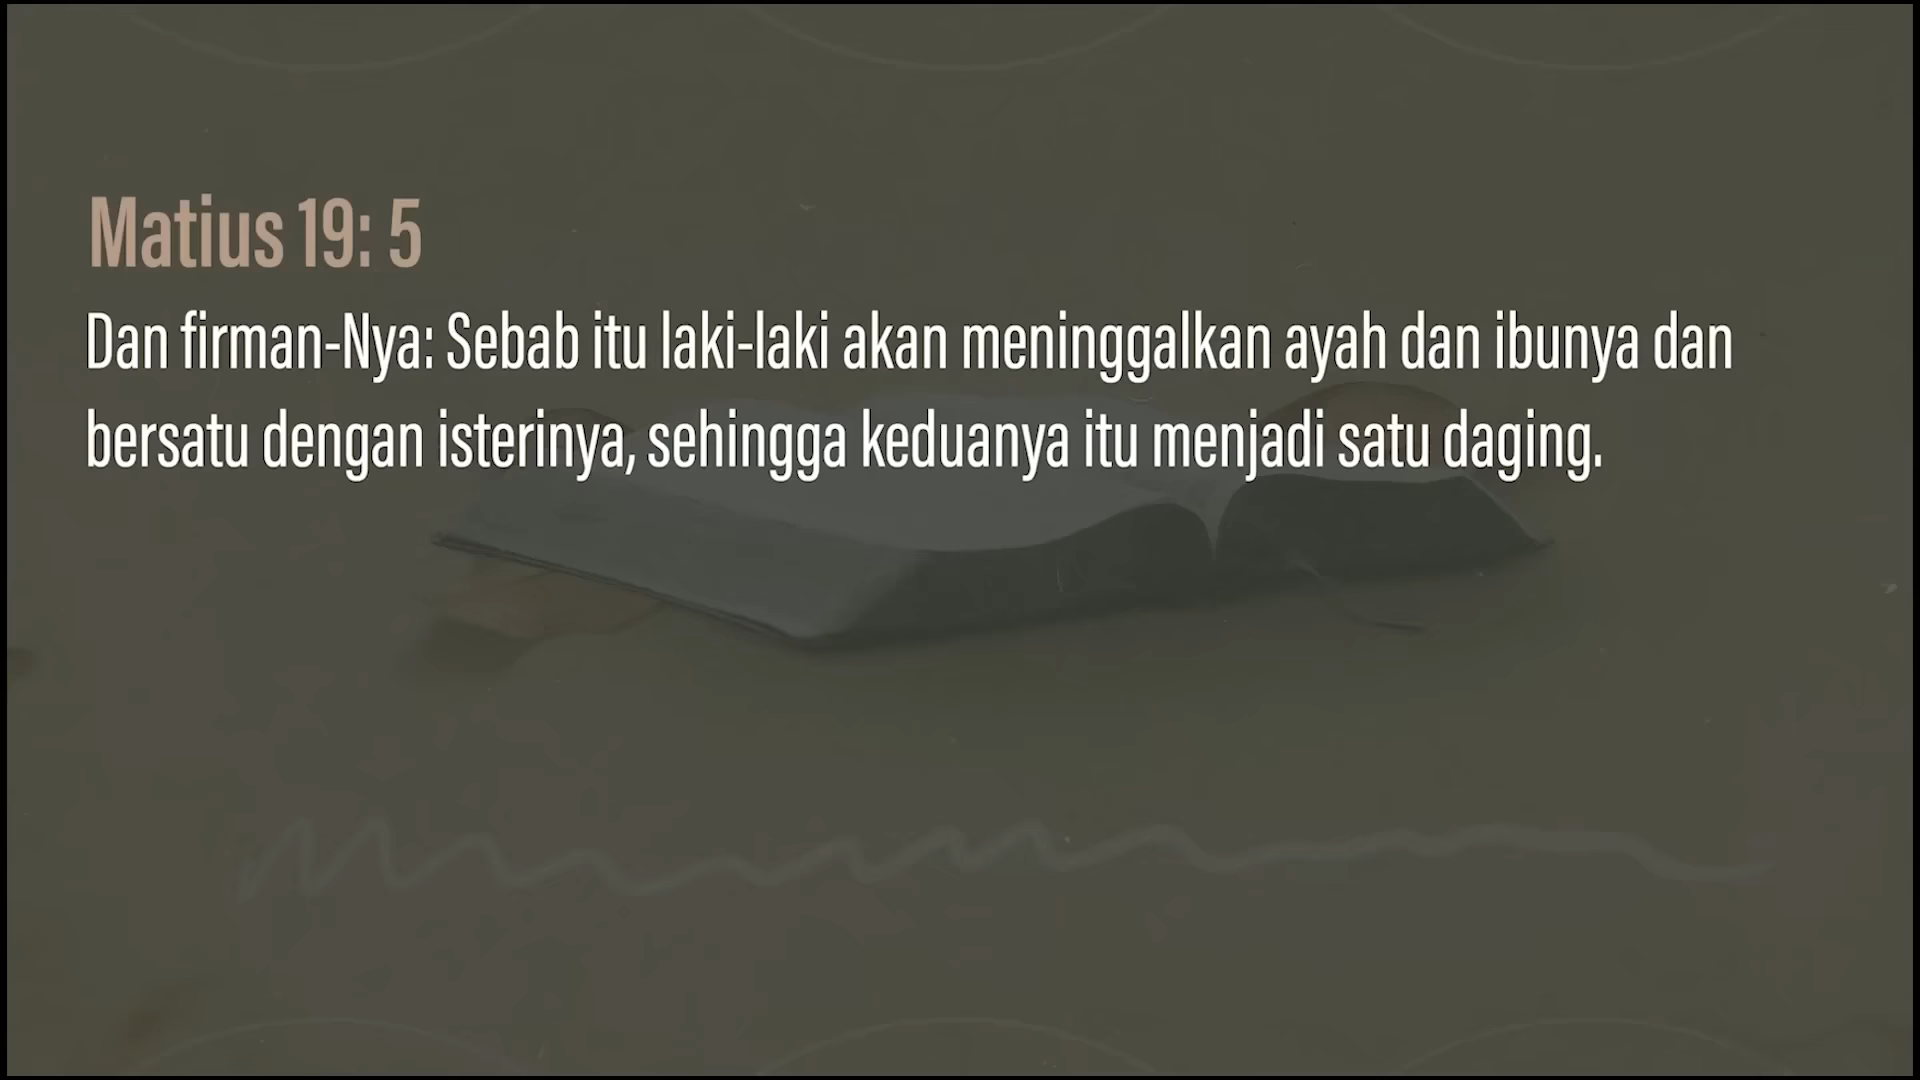 Matius 19: 5
Dan firman-Nya: Sebab itu laki-laki akan meninggalkan ayah dan ibunya dan
bersatu dengan isterinya, sehingga keduanya itu menjadi satu daging.